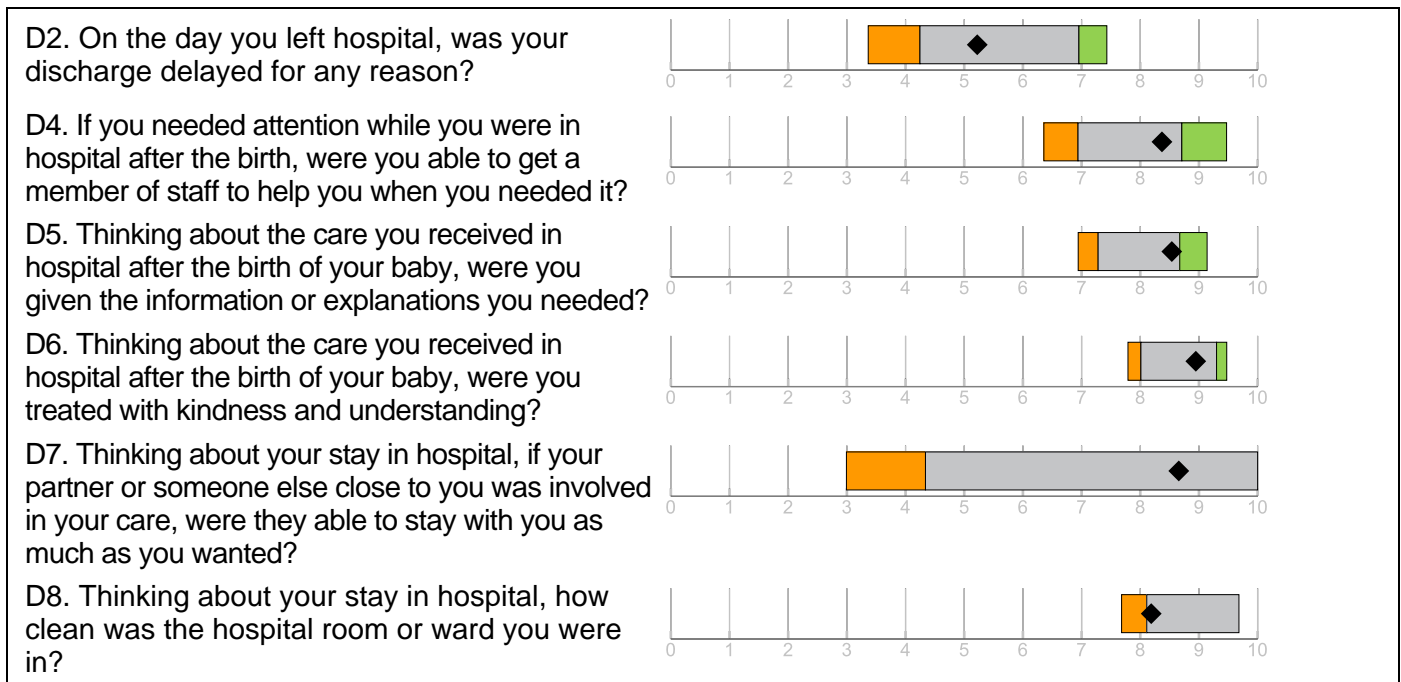 D2. On the day you left hospital, was your
discharge delayed for any reason?
0 1 2 3 4 5 6 7 8 9 10
D4. If you needed attention while you were in
hospital after the birth, were you able to get a
member of staff to help you when you needed it?
0 1 2 3 4 5 6 7 8 9 10
D5. Thinking about the care you received in
hospital after the birth of your baby, were you
given the information or explanations you needed?
0 1 2 3 4 5 6 7 8 9 10
D6. Thinking about the care you received in
hospital after the birth of your baby, were you
treated with kindness and understanding?
0 1 2 3 4 5 6 7 8 9 10
D7. Thinking about your stay in hospital, if your
partner or someone else close to you was involved
in your care, were they able to stay with you as
much as you wanted?
0 1 2 3 4 5 6 7 8 9 10
D8. Thinking about your stay in hospital, how
clean was the hospital room or ward you were
in?
0 1 2 3 4 5 6 7 8 9 10